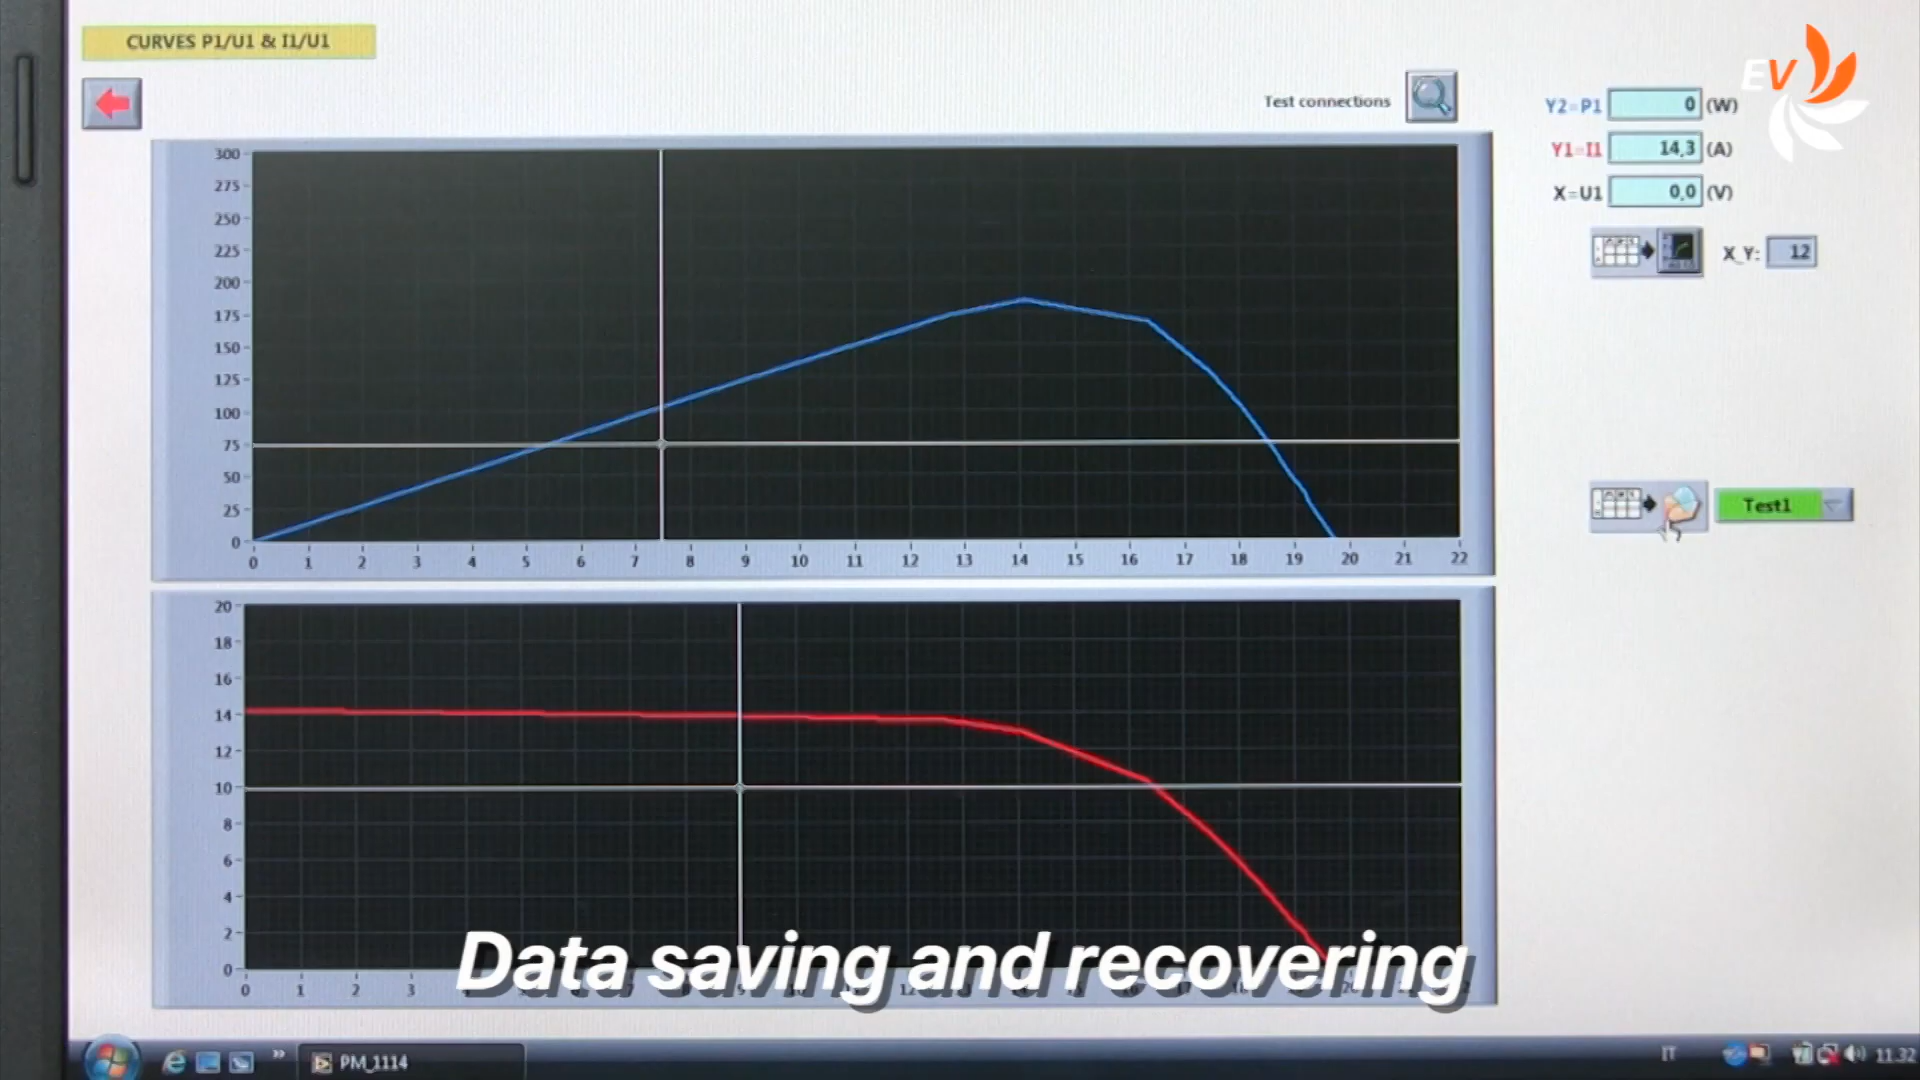 CURVES P1/U1 & I1/U1
EV
Test connections
Y2=P1 0 (W)
Y1=I1 14,3 (A)
X=U1 0,0 (V)
X_Y: 12
Test1
300
275
250
225
200
175
150
125
100
75
50
25
0
0 1 2 3 4 5 6 7 8 9 10 11 12 13 14 15 16 17 18 19 20 21 22
20
18
16
14
12
10
8
6
4
2
0
0 1 2 3
Data saving and recovering
PM_1114
IT
11.32